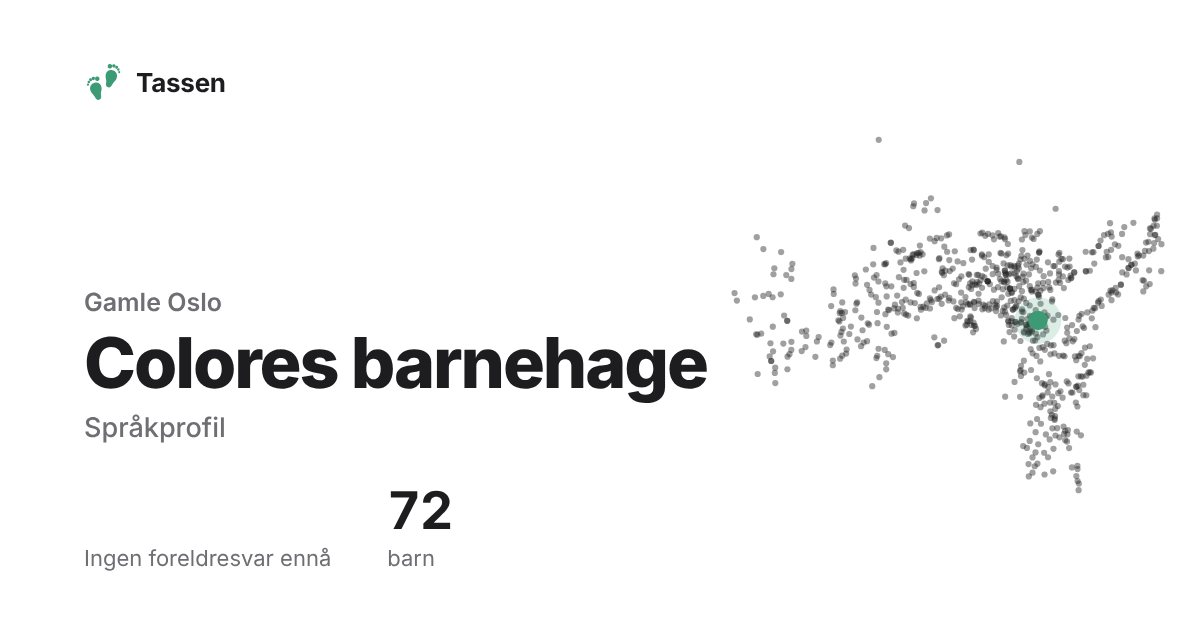 Tassen
Gamle Oslo
Colores barnehage
Språkprofil
72
Ingen foreldresvar ennå
barn